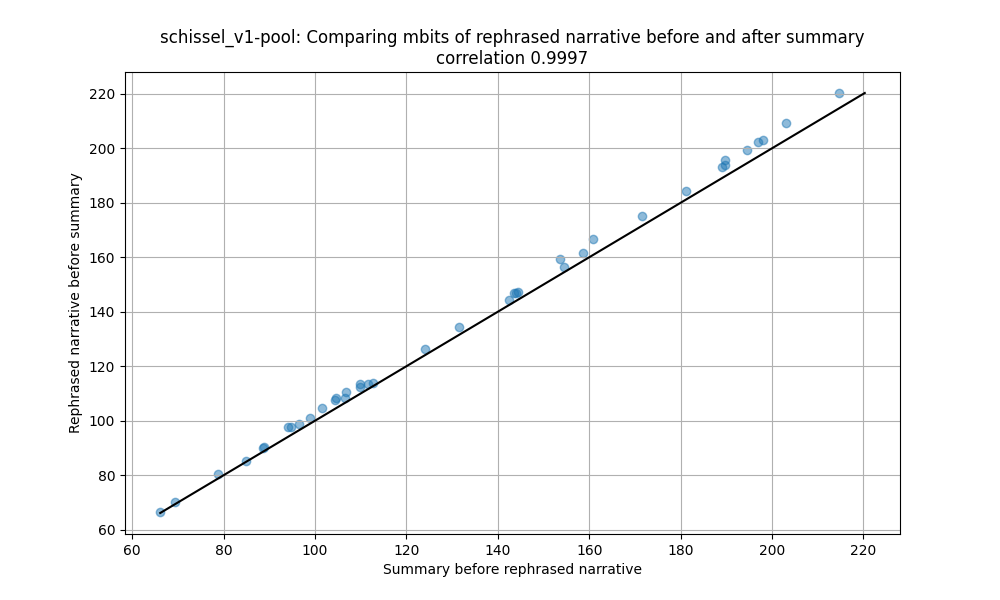 schissel_v1-pool: Comparing mbits of rephrased narrative before and after summary
correlation 0.9997
220
200
180
160
140
120
100
80
60
Rephrased narrative before summary
60 80 100 120 140 160 180 200 220
Summary before rephrased narrative